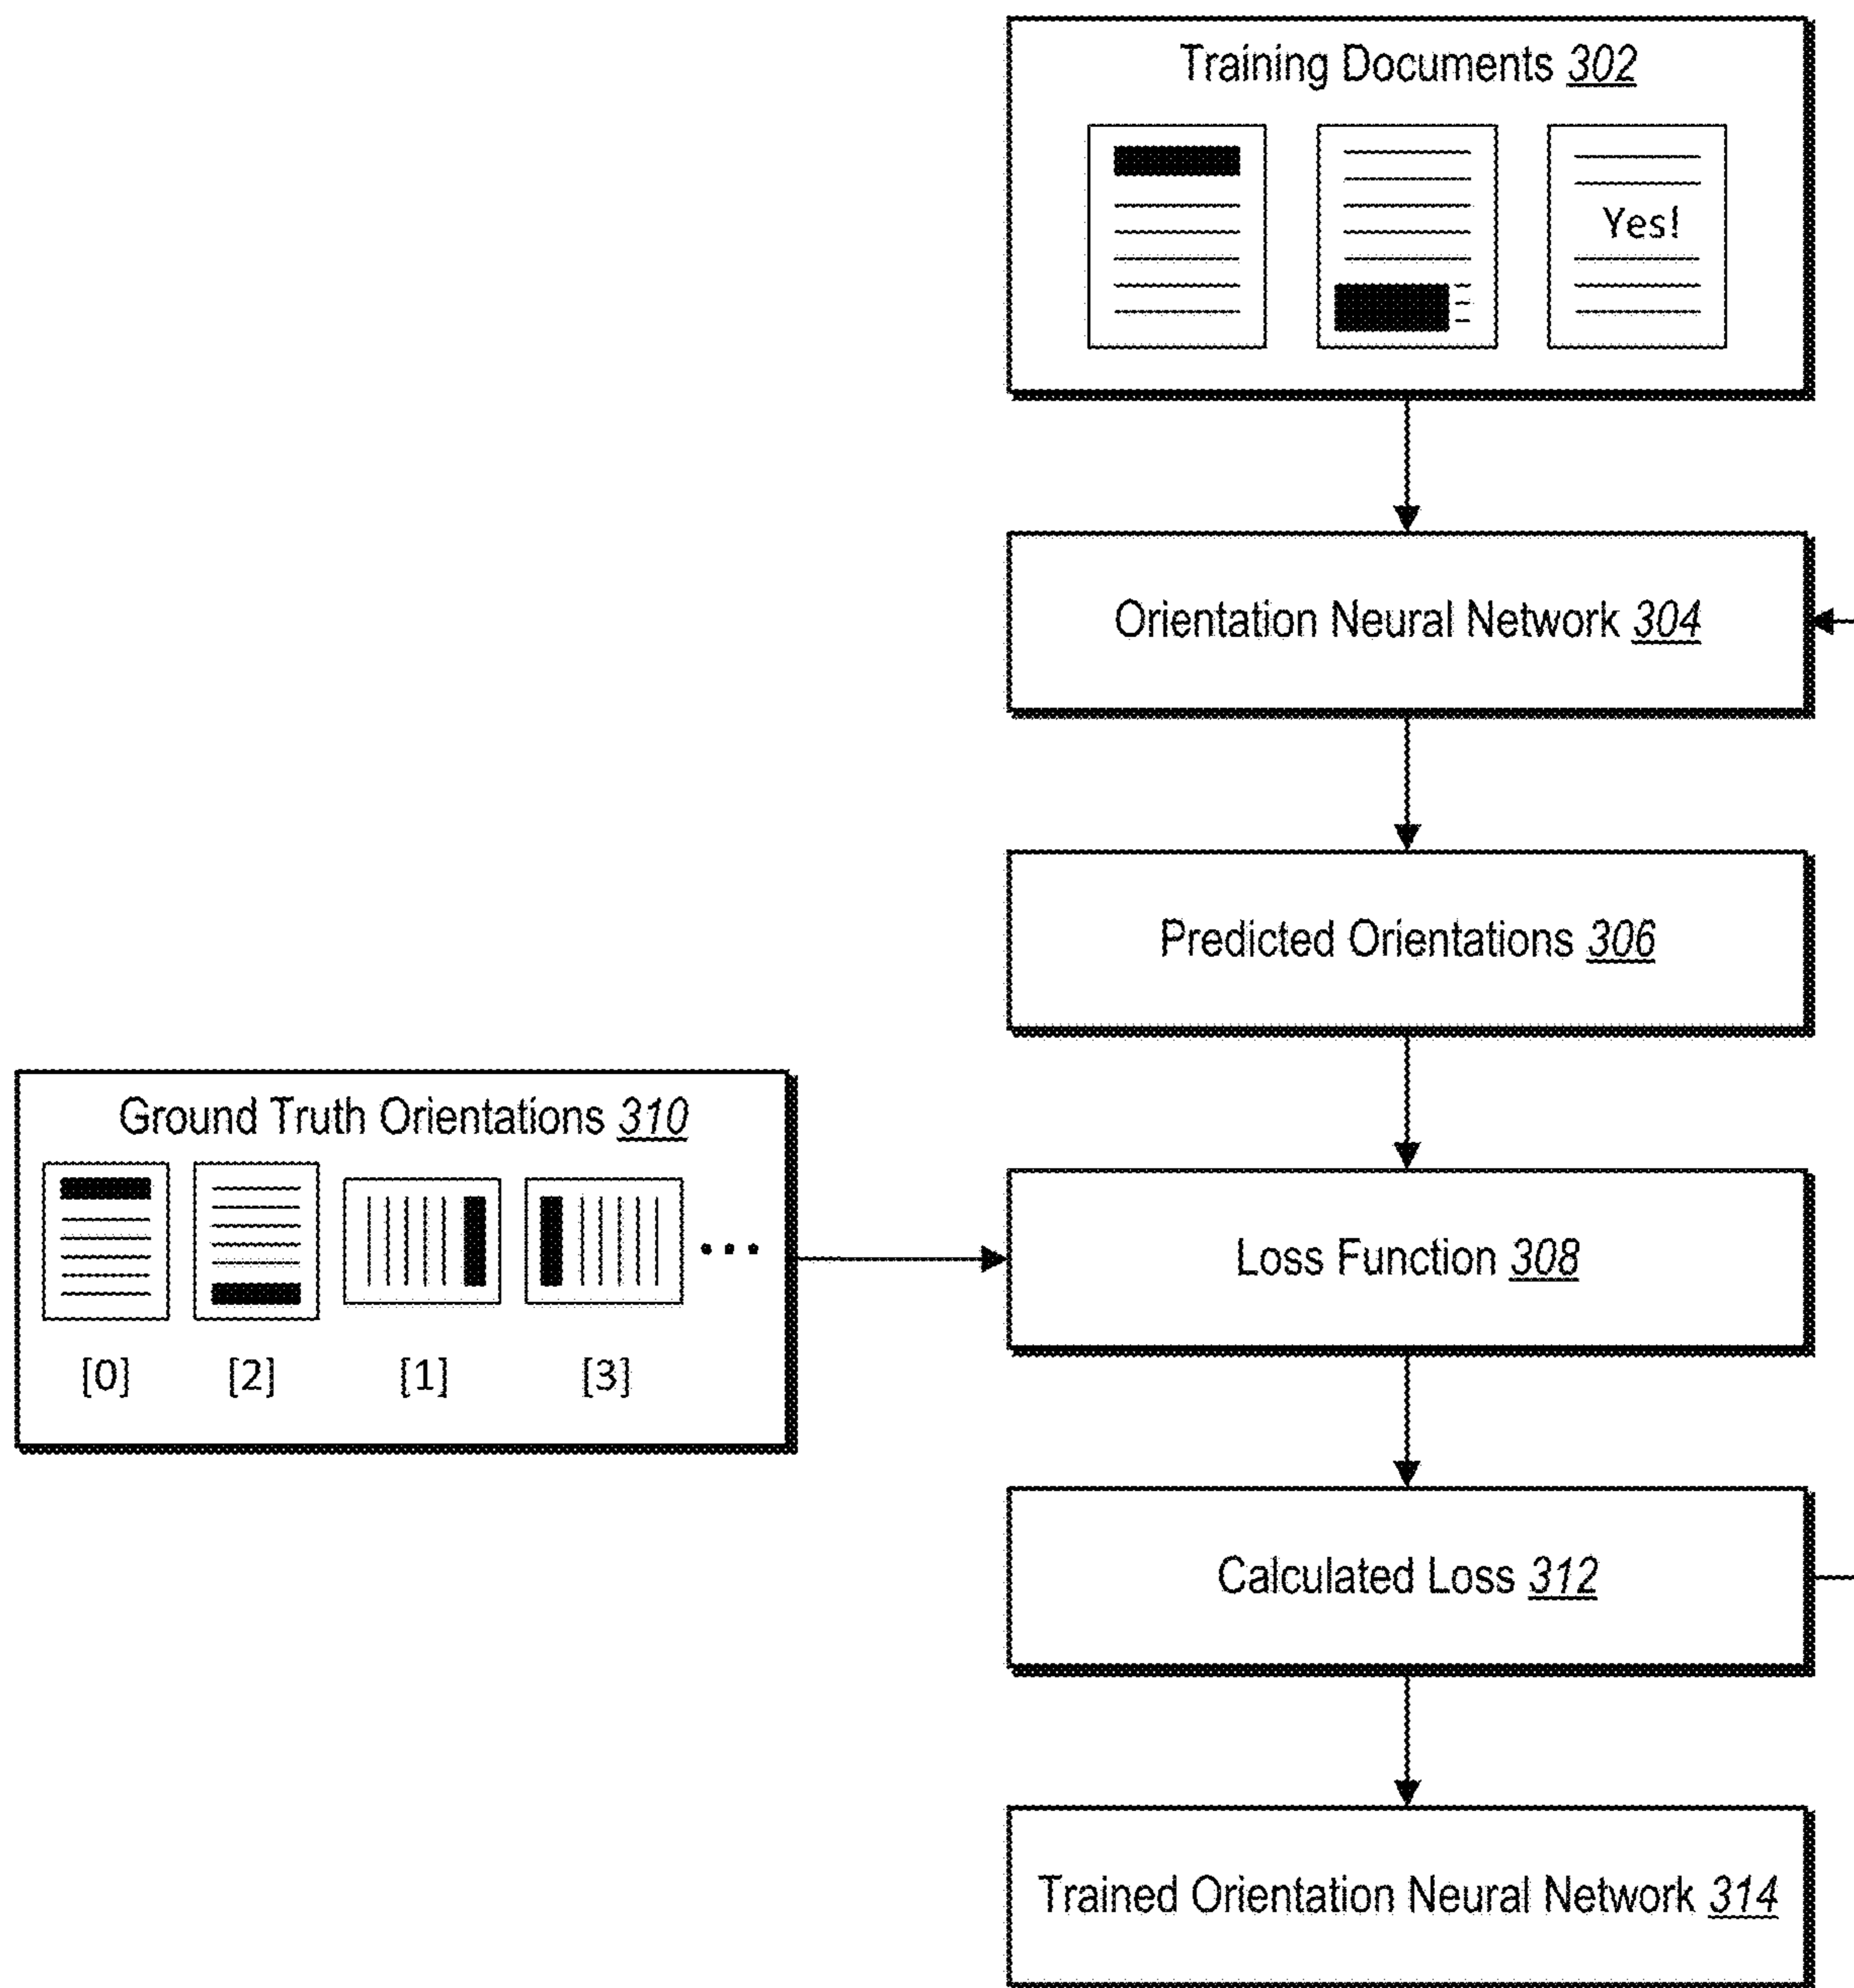 Training Documents 302
Yes!
Orientation Neural Network 304
Predicted Orientations 306
Ground Truth Orientations 310
[0] [2] [1] [3]
Loss Function 308
Calculated Loss 312
Trained Orientation Neural Network 314